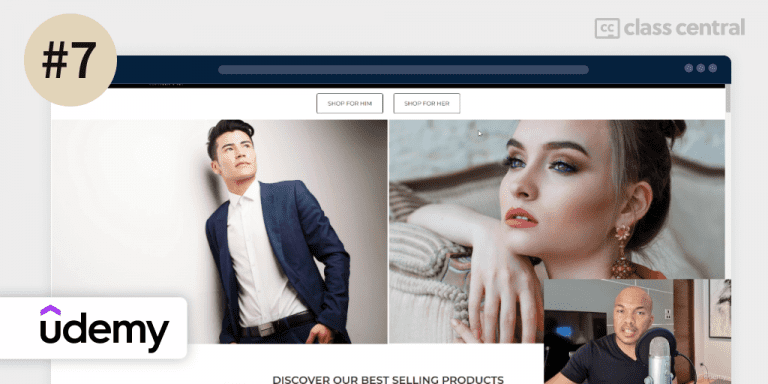 #7
cc class central
SHOP FOR HIM
SHOP FOR HER
udemy
DISCOVER OUR BEST SELLING PRODUCTS